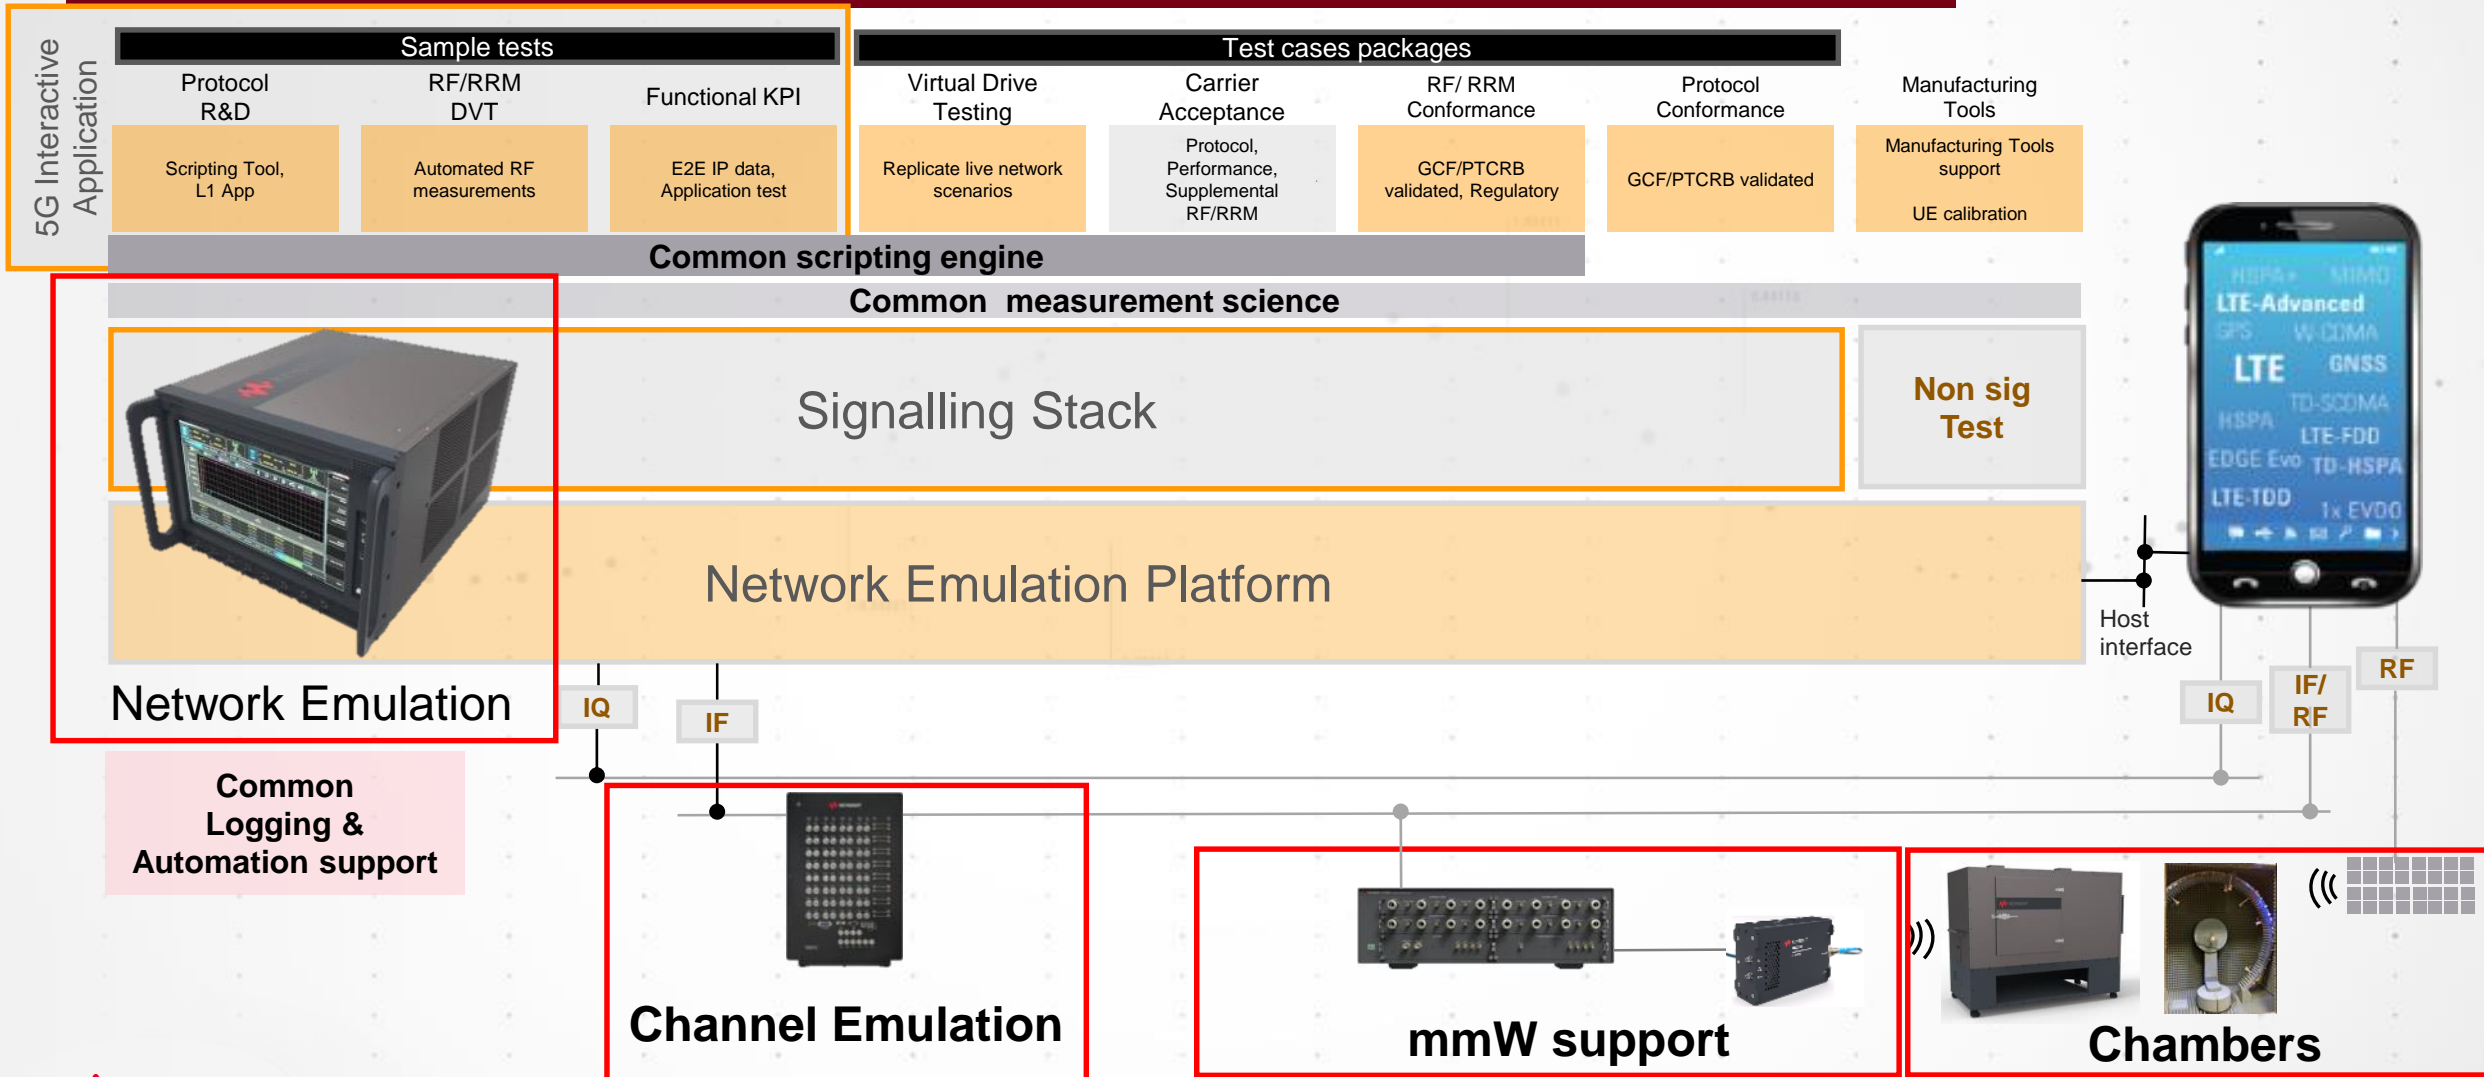 5G Interactive
Application
Sample tests
Test cases packages
Protocol
R&D
RF/RRM
DVT
Functional KPI
Virtual Drive
Testing
Carrier
Acceptance
RF/ RRM
Conformance
Protocol
Conformance
Manufacturing
Tools
Scripting Tool,
L1 App
Automated RF
measurements
E2E IP data,
Application test
Replicate live network
scenarios
Protocol,
Performance,
Supplemental
RF/RRM
GCF/PTCRB
validated, Regulatory
GCF/PTCRB validated
Manufacturing Tools
support
UE calibration
Common scripting engine
Common measurement science
Signalling Stack
Non sig
Test
Network Emulation Platform
HSPA+ MIMO
LTE-Advanced
GPS W-CDMA
LTE GNSS
TD-SCDMA
HSPA
LTE-FDD
EDGE Evo TD-HSPA
LTE-TDD
1x EVDO
Host
interface
Network Emulation
IQ
IF
IQ
IF/
RF
RF
Common
Logging &
Automation support
Channel Emulation
mmW support
Chambers